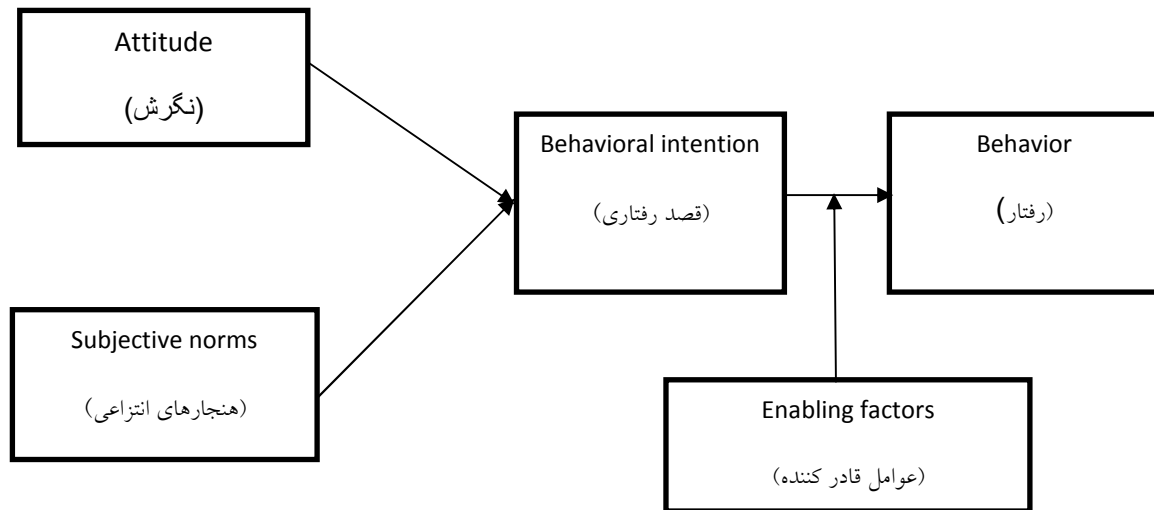 Attitude
(نگرش)
Behavioral intention
(قصد رفتاری)
Behavior
(رفتار)
Subjective norms
(هنجارهای انتزاعی)
Enabling factors
(عوامل قادر کننده)